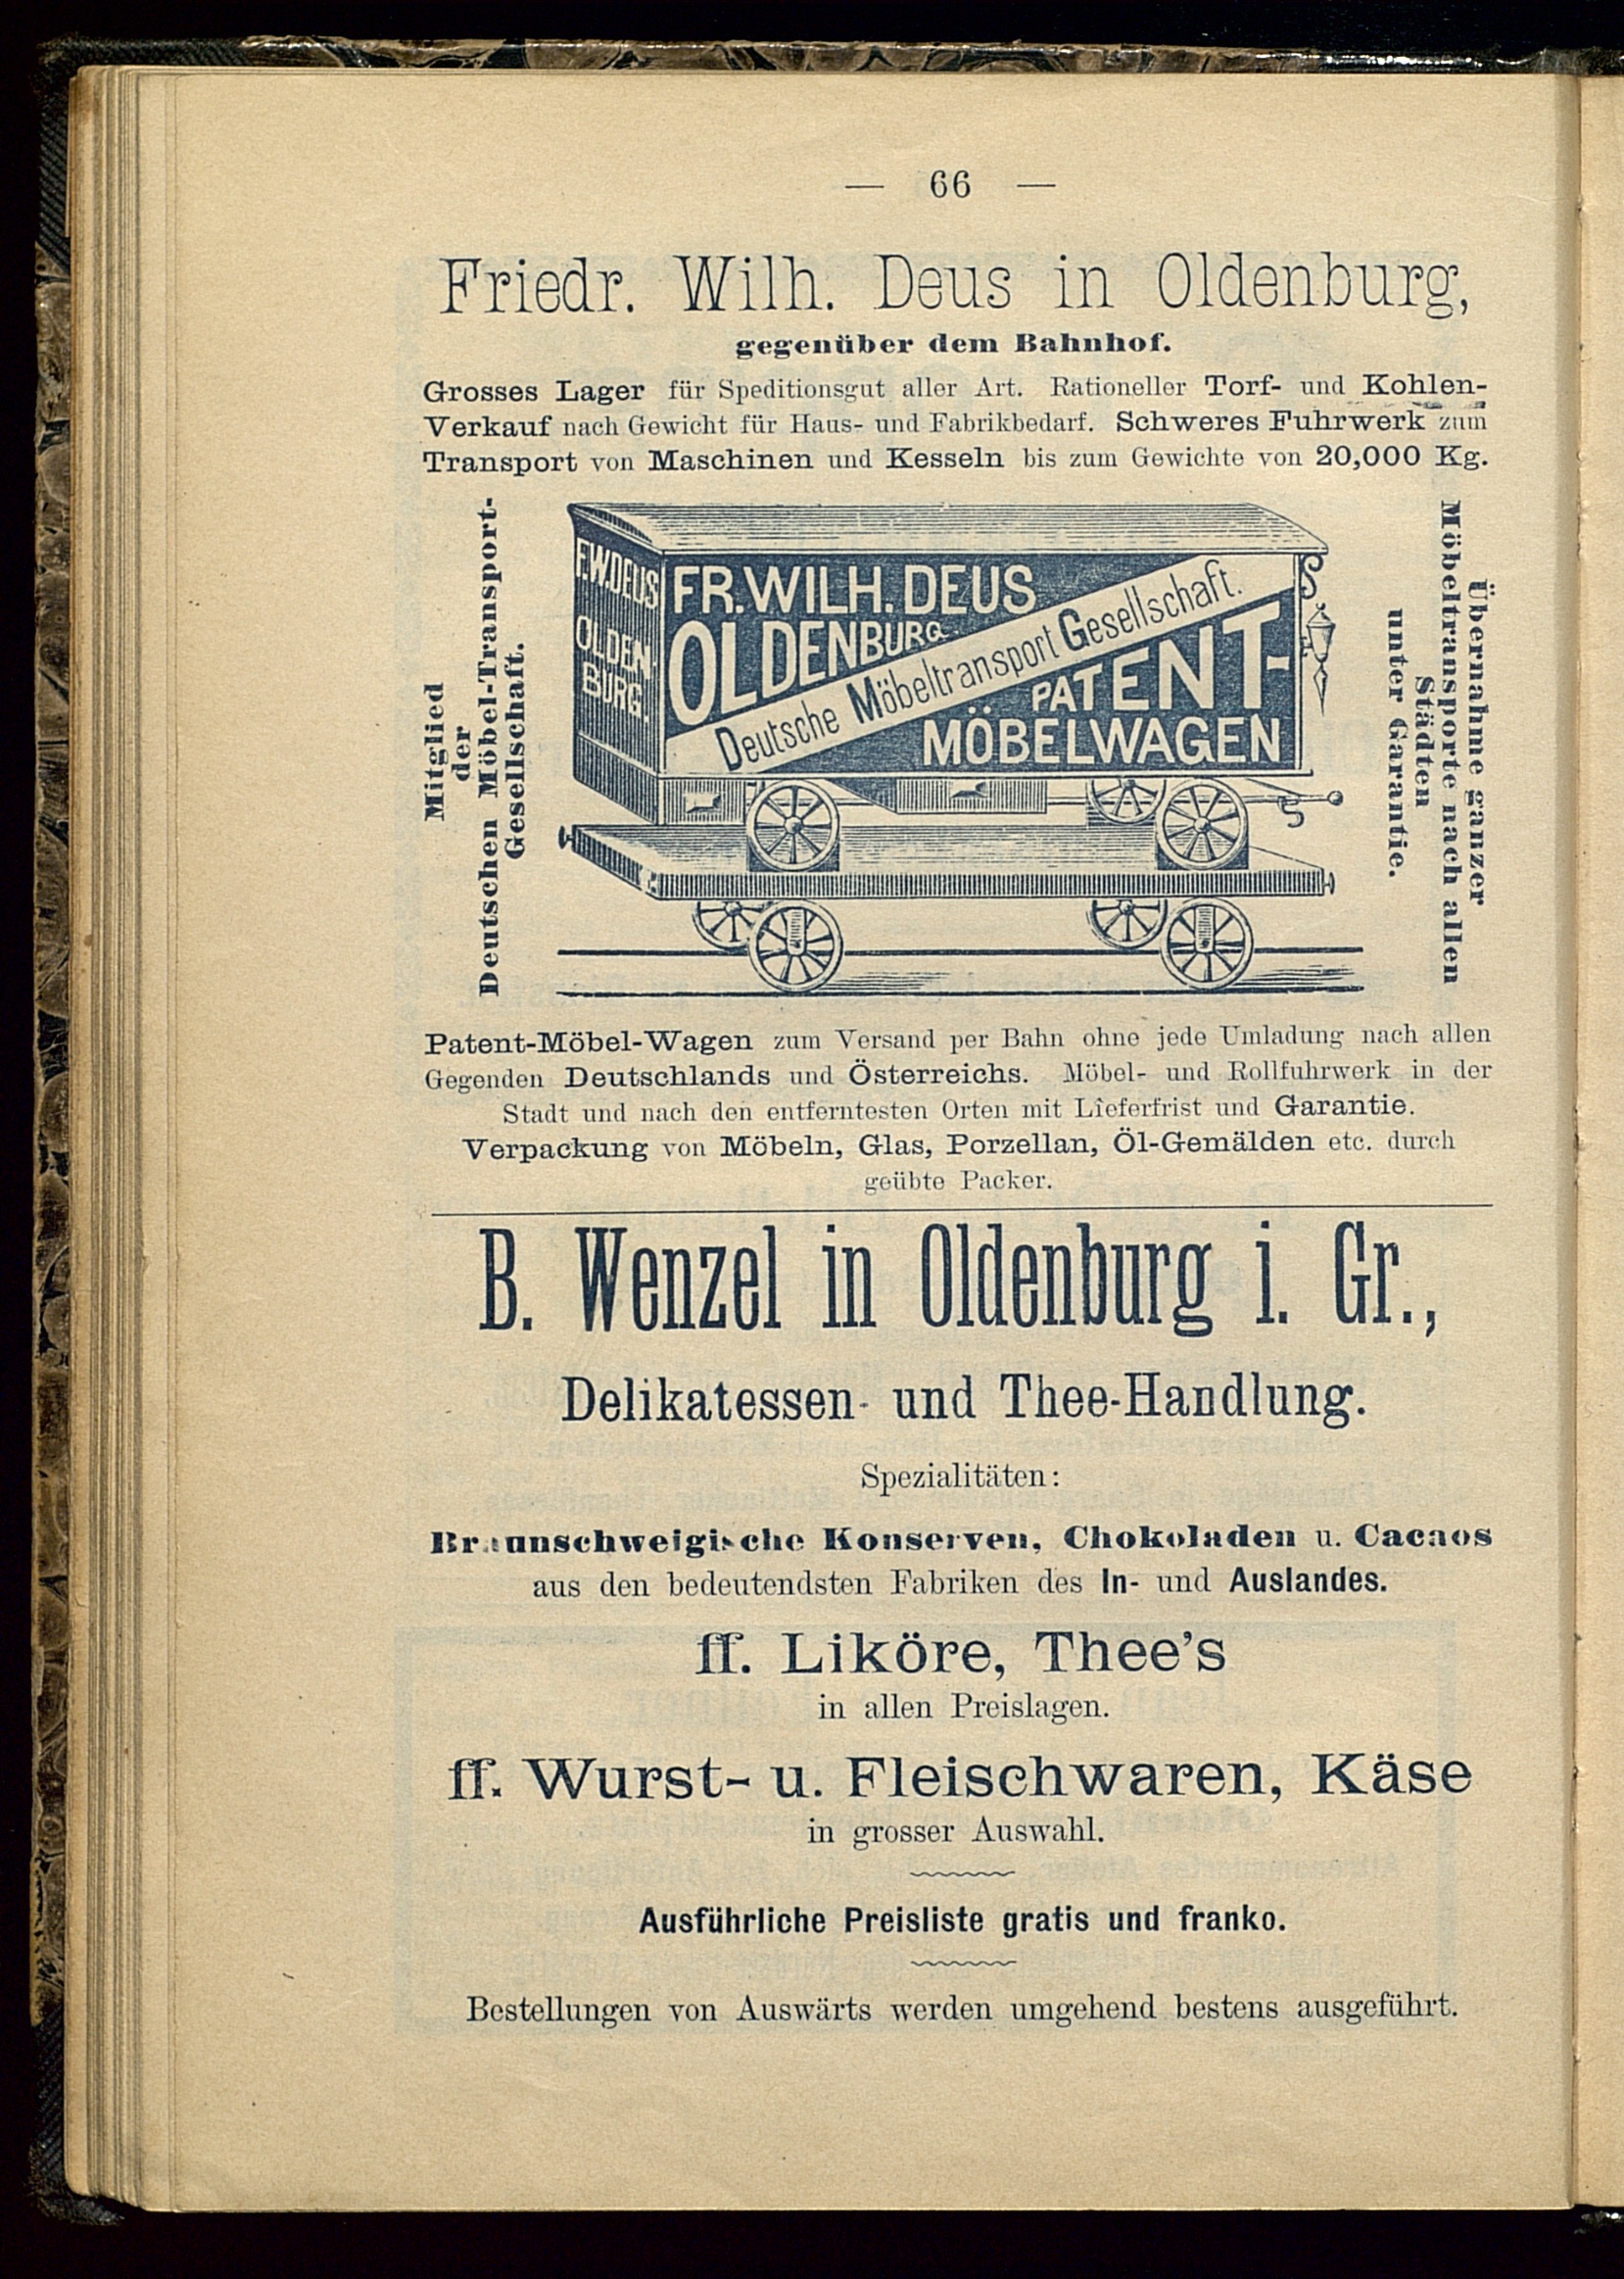 — 66 —
Friedr. Wilh. Deus in Oldenburg,
gegenüber dem Bahnhof.
Grosses Lager für Speditionsgut aller Art. Rationeller Torf- und Kohlen-
Verkauf nach Gewicht für Haus- und Fabrikbedarf. Schweres Fuhrwerk zum
Transport von Maschinen und Kesseln bis zum Gewichte von 20,000 Kg.
Mitglied
der
Deutschen Möbel-Transport-
Gesellschaft.
F.W.DEUS
OLDEN-
BURG.
FR. WILH. DEUS
OLDENBURG
Deutsche Möbeltransport Gesellschaft.
PATENT-
MÖBELWAGEN
Übernahme ganzer
Möbeltransporte nach allen
Städten
unter Garantie.
Patent-Möbel-Wagen zum Versand per Bahn ohne jede Umladung nach allen
Gegenden Deutschlands und Österreichs. Möbel- und Rollfuhrwerk in der
Stadt und nach den entferntesten Orten mit Lieferfrist und Garantie.
Verpackung von Möbeln, Glas, Porzellan, Öl-Gemälden etc. durch
geübte Packer.
B. Wenzel in Oldenburg i. Gr.,
Delikatessen- und Thee-Handlung.
Spezialitäten:
Braunschweigische Konserven, Chokoladen u. Cacaos
aus den bedeutendsten Fabriken des In- und Auslandes.
ff. Liköre, Thee's
in allen Preislagen.
ff. Wurst- u. Fleischwaren, Käse
in grosser Auswahl.
Ausführliche Preisliste gratis und franko.
Bestellungen von Auswärts werden umgehend bestens ausgeführt.